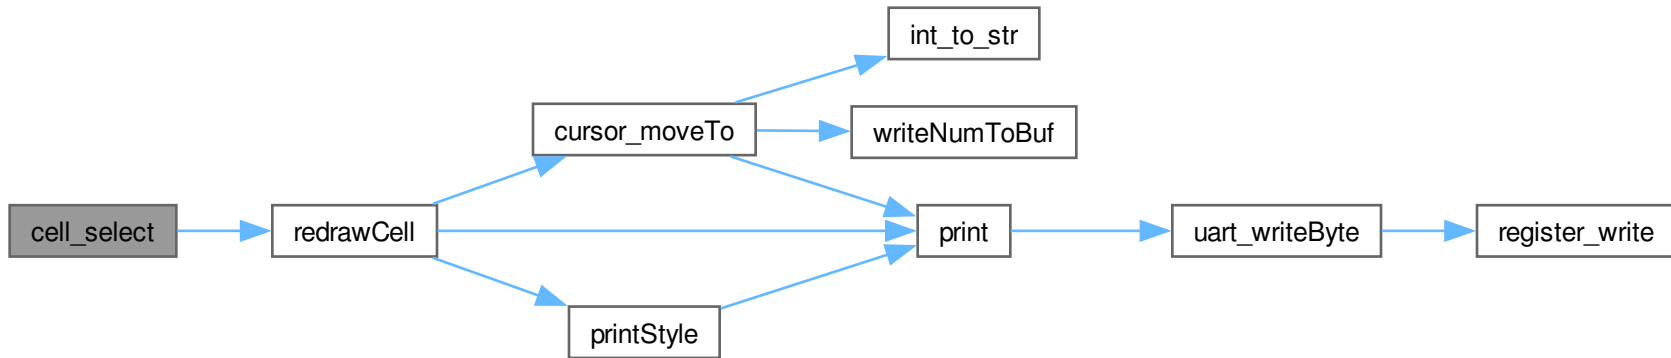 cell_select
redrawCell
cursor_moveTo
int_to_str
writeNumToBuf
print
printStyle
uart_writeByte
register_write